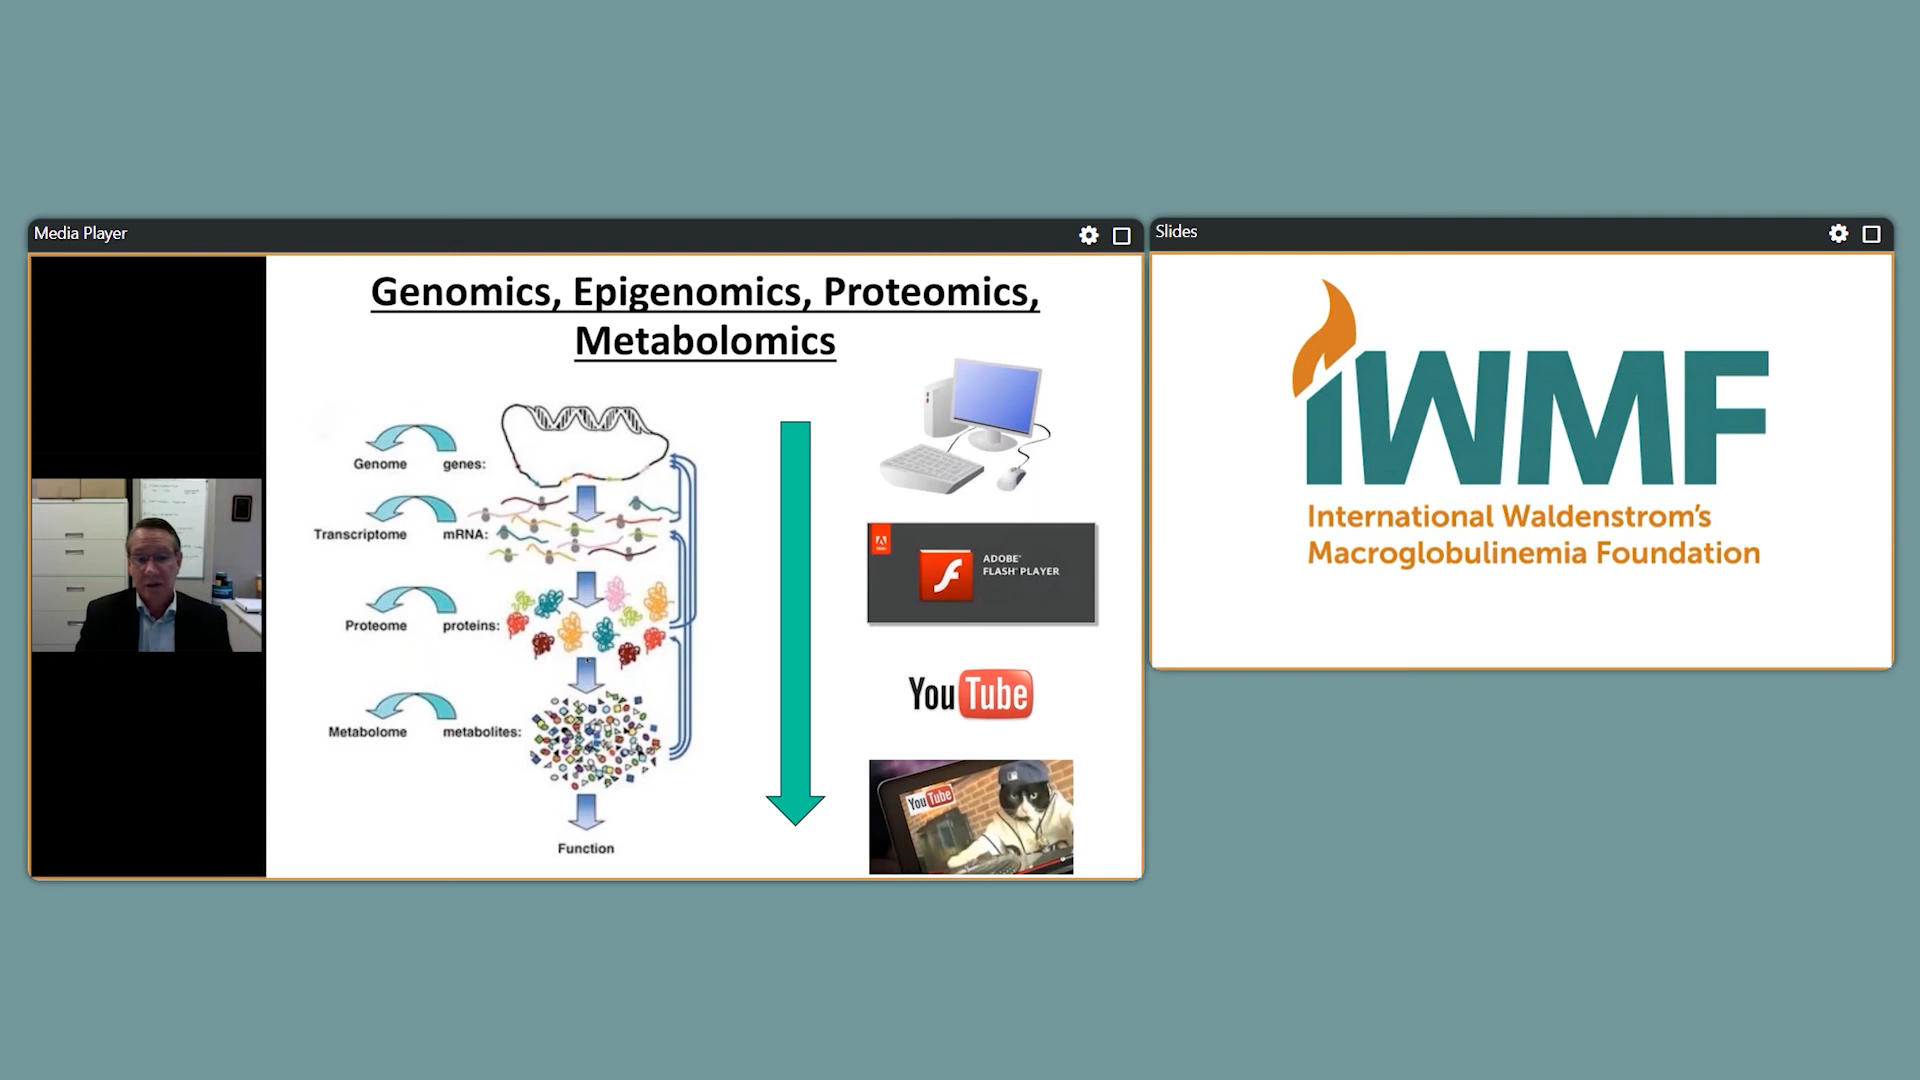 Media Player
Genomics, Epigenomics, Proteomics,
Metabolomics
Genome genes:
Transcriptome mRNA:
Proteome proteins:
Metabolome metabolites:
Function
Adobe
ADOBE®
FLASH® PLAYER
YouTube
YouTube
Slides
IWMF
International Waldenstrom's
Macroglobulinemia Foundation